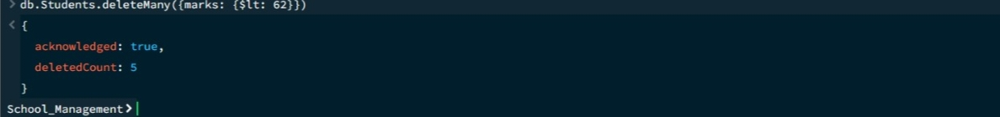 > db.Students.deleteMany({marks: {$lt: 62}})
< {
acknowledged: true,
deletedCount: 5
}
School_Management>